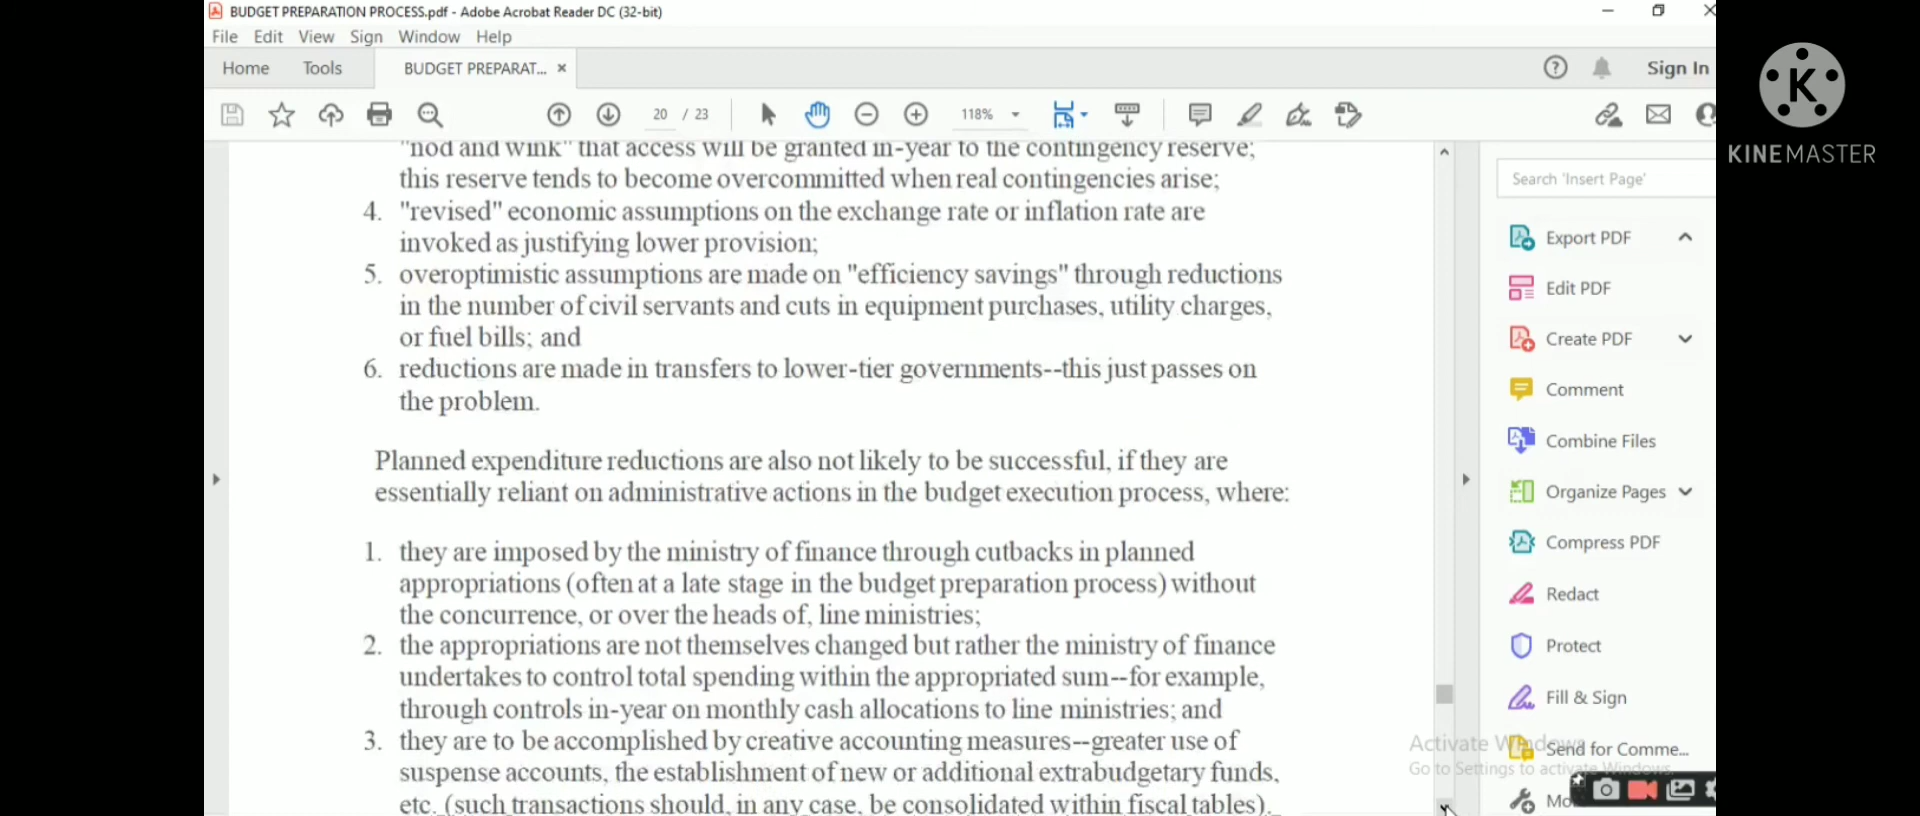 BUDGET PREPARATION PROCESS.pdf - Adobe Acrobat Reader DC (32-bit)
File Edit View Sign Window Help
Home Tools BUDGET PREPARAT... × Sign In
20 / 23 118%
K
KINEMASTER
"nod and wink" that access will be granted in-year to the contingency reserve;
this reserve tends to become overcommitted when real contingencies arise;
4. "revised" economic assumptions on the exchange rate or inflation rate are
invoked as justifying lower provision;
5. overoptimistic assumptions are made on "efficiency savings" through reductions
in the number of civil servants and cuts in equipment purchases, utility charges,
or fuel bills; and
6. reductions are made in transfers to lower-tier governments--this just passes on
the problem.
Planned expenditure reductions are also not likely to be successful, if they are
essentially reliant on administrative actions in the budget execution process, where:
1. they are imposed by the ministry of finance through cutbacks in planned
appropriations (often at a late stage in the budget preparation process) without
the concurrence, or over the heads of, line ministries;
2. the appropriations are not themselves changed but rather the ministry of finance
undertakes to control total spending within the appropriated sum--for example,
through controls in-year on monthly cash allocations to line ministries; and
3. they are to be accomplished by creative accounting measures--greater use of
suspense accounts, the establishment of new or additional extrabudgetary funds,
etc. (such transactions should, in any case, be consolidated within fiscal tables).
Search 'Insert Page'
Export PDF
Edit PDF
Create PDF
Comment
Combine Files
Organize Pages
Compress PDF
Redact
Protect
Fill & Sign
Send for Comme...
Activate Windows
Go to Settings to activate Windows.